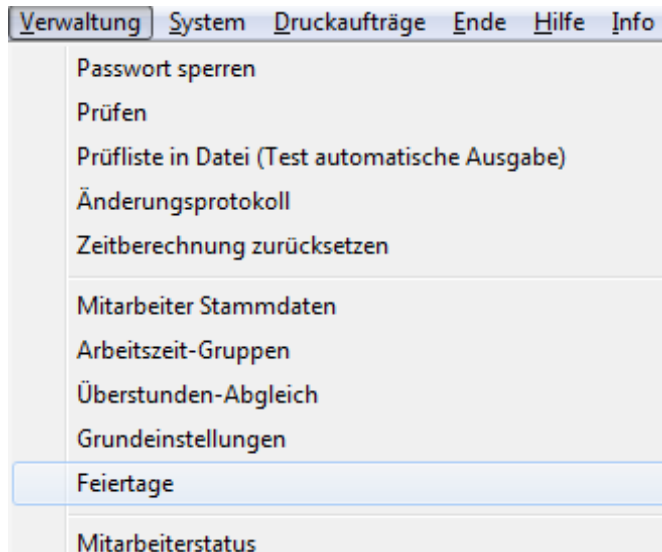 Verwaltung System Druckaufträge Ende Hilfe Info
Passwort sperren
Prüfen
Prüfliste in Datei (Test automatische Ausgabe)
Änderungsprotokoll
Zeitberechnung zurücksetzen
Mitarbeiter Stammdaten
Arbeitszeit-Gruppen
Überstunden-Abgleich
Grundeinstellungen
Feiertage
Mitarbeiterstatus